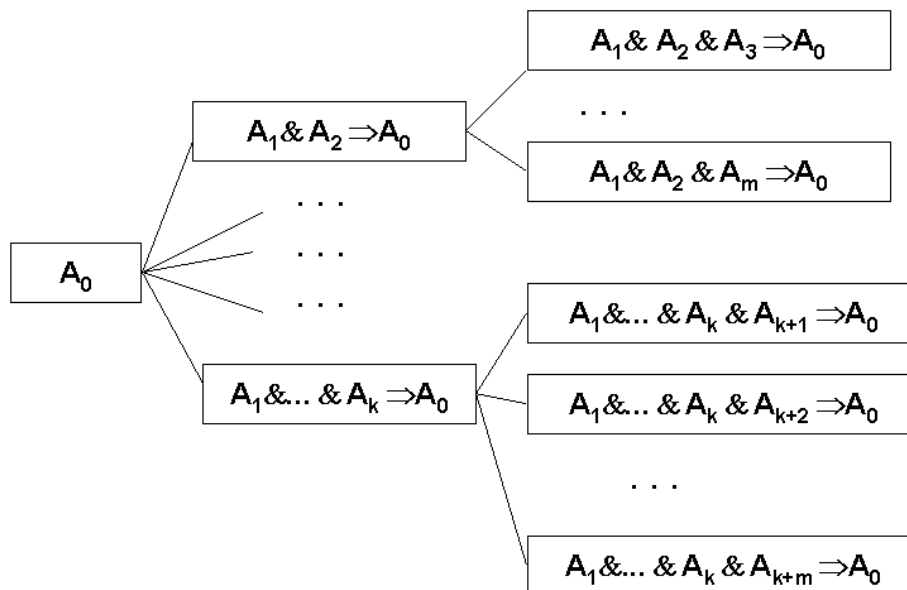 A₁& A₂ & A₃ ⇒A₀
. . .
A₁& A₂ ⇒A₀
A₁& A₂ & Aₘ ⇒A₀
. . .
. . .
A₀
. . .
A₁&... & Aₖ & Aₖ₊₁ ⇒A₀
A₁&... & Aₖ ⇒A₀
A₁&... & Aₖ & Aₖ₊₂ ⇒A₀
. . .
A₁&... & Aₖ & Aₖ₊ₘ ⇒A₀